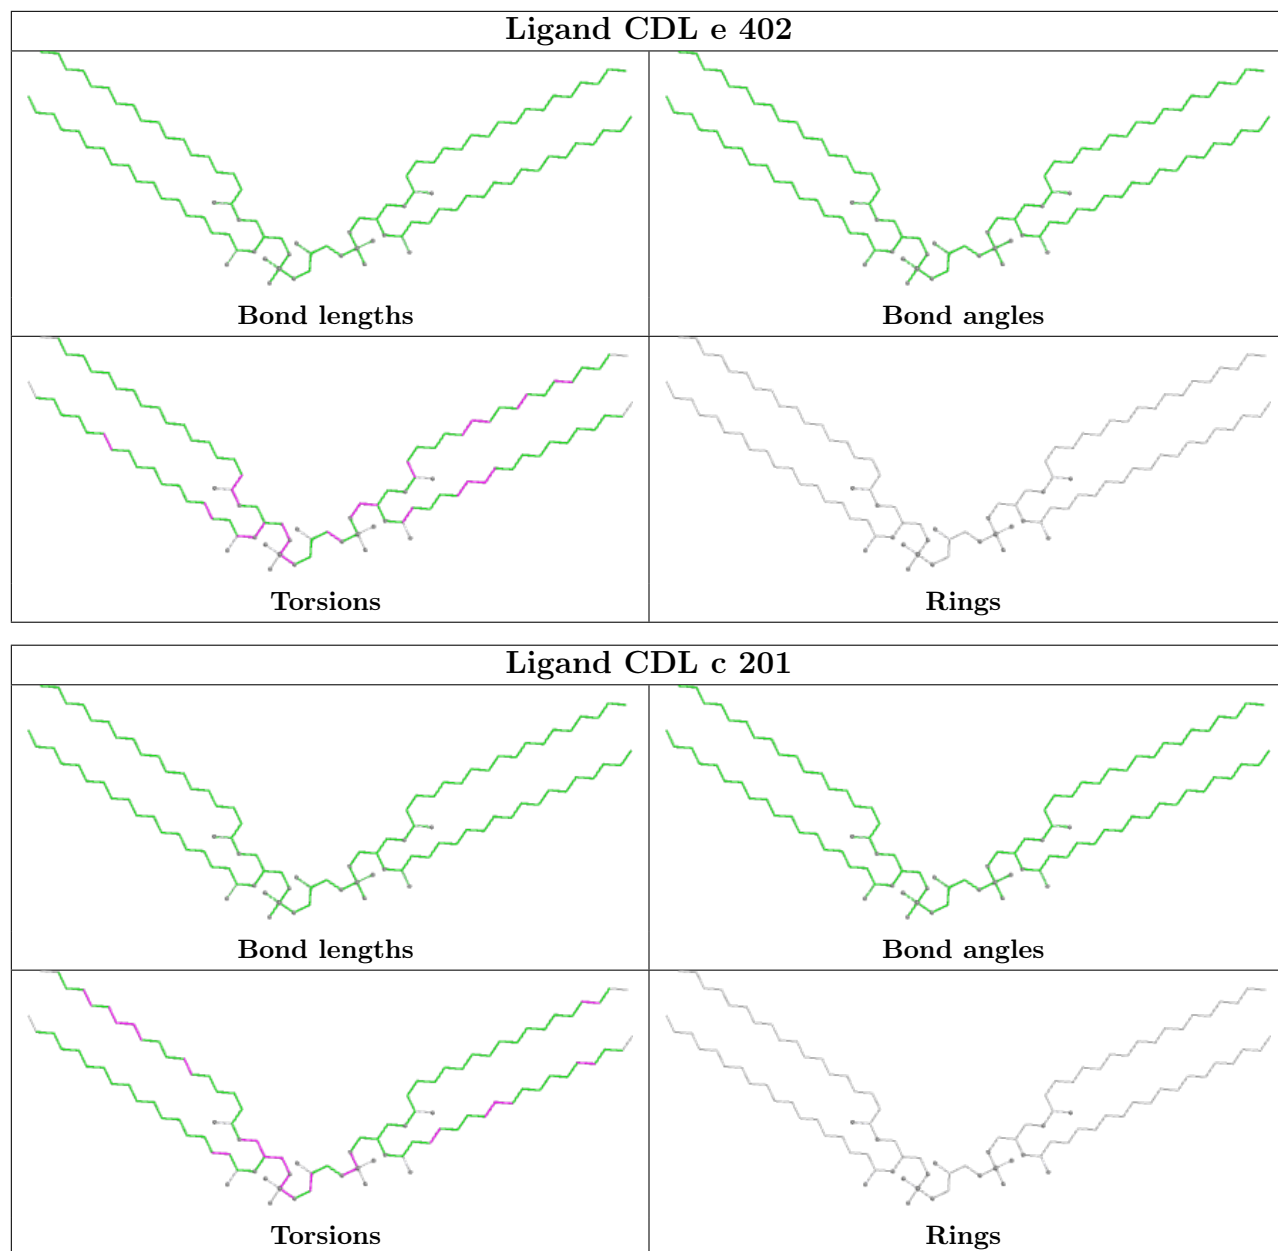 Ligand CDL e 402
Bond lengths
Bond angles
Torsions
Rings
Ligand CDL c 201
Bond lengths
Bond angles
Torsions
Rings